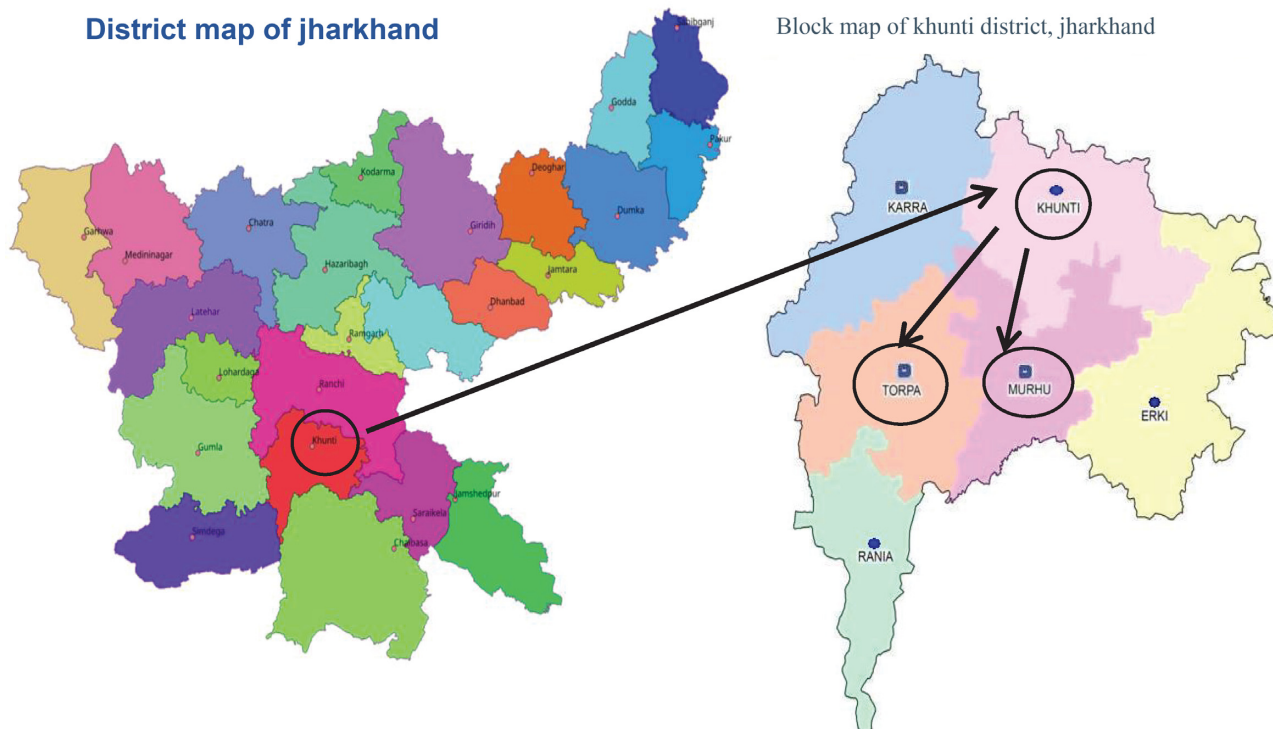 District map of jharkhand
Block map of khunti district, jharkhand
Sahibganj
Godda
Pakur
Deoghar
Kodarma
Dumka
Giridih
Chatra
Garhwa
Medininagar
Hazaribagh
Jamtara
Dhanbad
Latehar
Ramgarh
Lohardaga
Ranchi
Khunti
Gumla
Jamshedpur
Saraikela
Simdega
Chaibasa
KARRA
KHUNTI
TORPA
MURHU
ERKI
RANIA